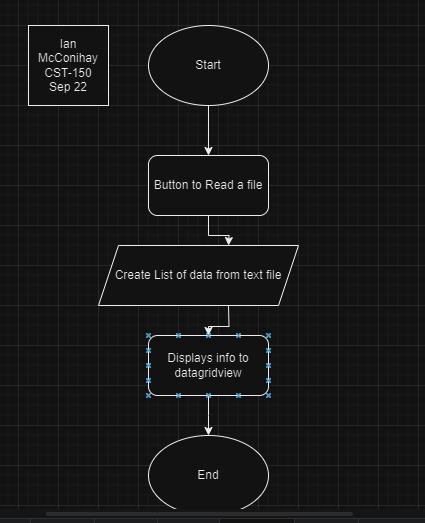 Ian
McConihay
CST-150
Sep 22
Start
Button to Read a file
Create List of data from text file
Displays info to
datagridview
End